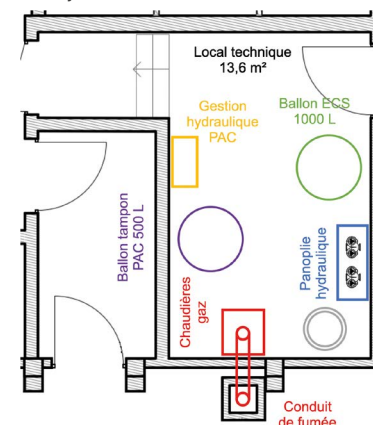 Local technique
13,6 m²
Gestion
hydraulique
PAC
Ballon ECS
1000 L
Ballon tampon
PAC 500 L
Panoplie
hydraulique
Chaudières
gaz
Conduit
de fumée